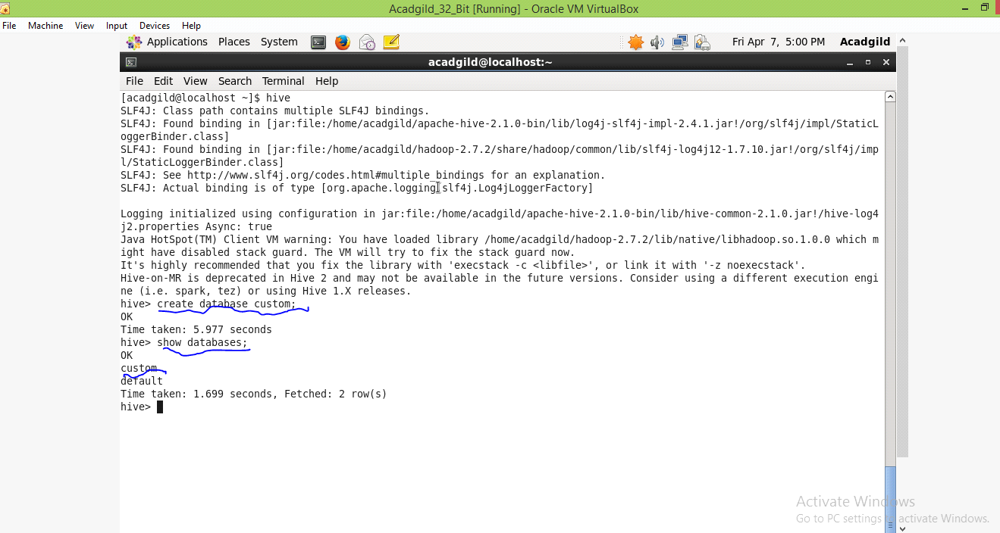 Acadgild_32_Bit [Running] - Oracle VM VirtualBox
File Machine View Input Devices Help
Applications Places System Fri Apr 7, 5:00 PM Acadgild
acadgild@localhost:~
File Edit View Search Terminal Help
[acadgild@localhost ~]$ hive
SLF4J: Class path contains multiple SLF4J bindings.
SLF4J: Found binding in [jar:file:/home/acadgild/apache-hive-2.1.0-bin/lib/log4j-slf4j-impl-2.4.1.jar!/org/slf4j/impl/StaticL
oggerBinder.class]
SLF4J: Found binding in [jar:file:/home/acadgild/hadoop-2.7.2/share/hadoop/common/lib/slf4j-log4j12-1.7.10.jar!/org/slf4j/imp
l/StaticLoggerBinder.class]
SLF4J: See http://www.slf4j.org/codes.html#multiple_bindings for an explanation.
SLF4J: Actual binding is of type [org.apache.logging.slf4j.Log4jLoggerFactory]
Logging initialized using configuration in jar:file:/home/acadgild/apache-hive-2.1.0-bin/lib/hive-common-2.1.0.jar!/hive-log4
j2.properties Async: true
Java HotSpot(TM) Client VM warning: You have loaded library /home/acadgild/hadoop-2.7.2/lib/native/libhadoop.so.1.0.0 which m
ight have disabled stack guard. The VM will try to fix the stack guard now.
It's highly recommended that you fix the library with 'execstack -c <libfile>', or link it with '-z noexecstack'.
Hive-on-MR is deprecated in Hive 2 and may not be available in the future versions. Consider using a different execution engi
ne (i.e. spark, tez) or using Hive 1.X releases.
hive> create database custom;
OK
Time taken: 5.977 seconds
hive> show databases;
OK
custom
default
Time taken: 1.699 seconds, Fetched: 2 row(s)
hive>
Activate Windows
Go to PC settings to activate Windows.